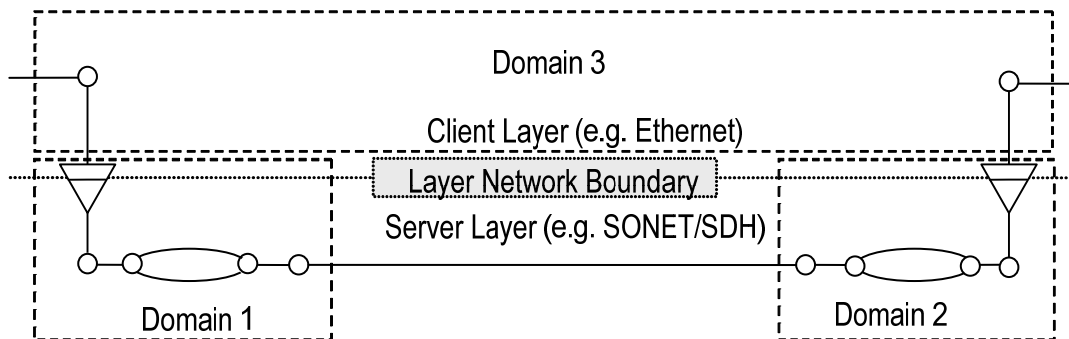 Domain 3
Client Layer (e.g. Ethernet)
Layer Network Boundary
Server Layer (e.g. SONET/SDH)
Domain 1
Domain 2